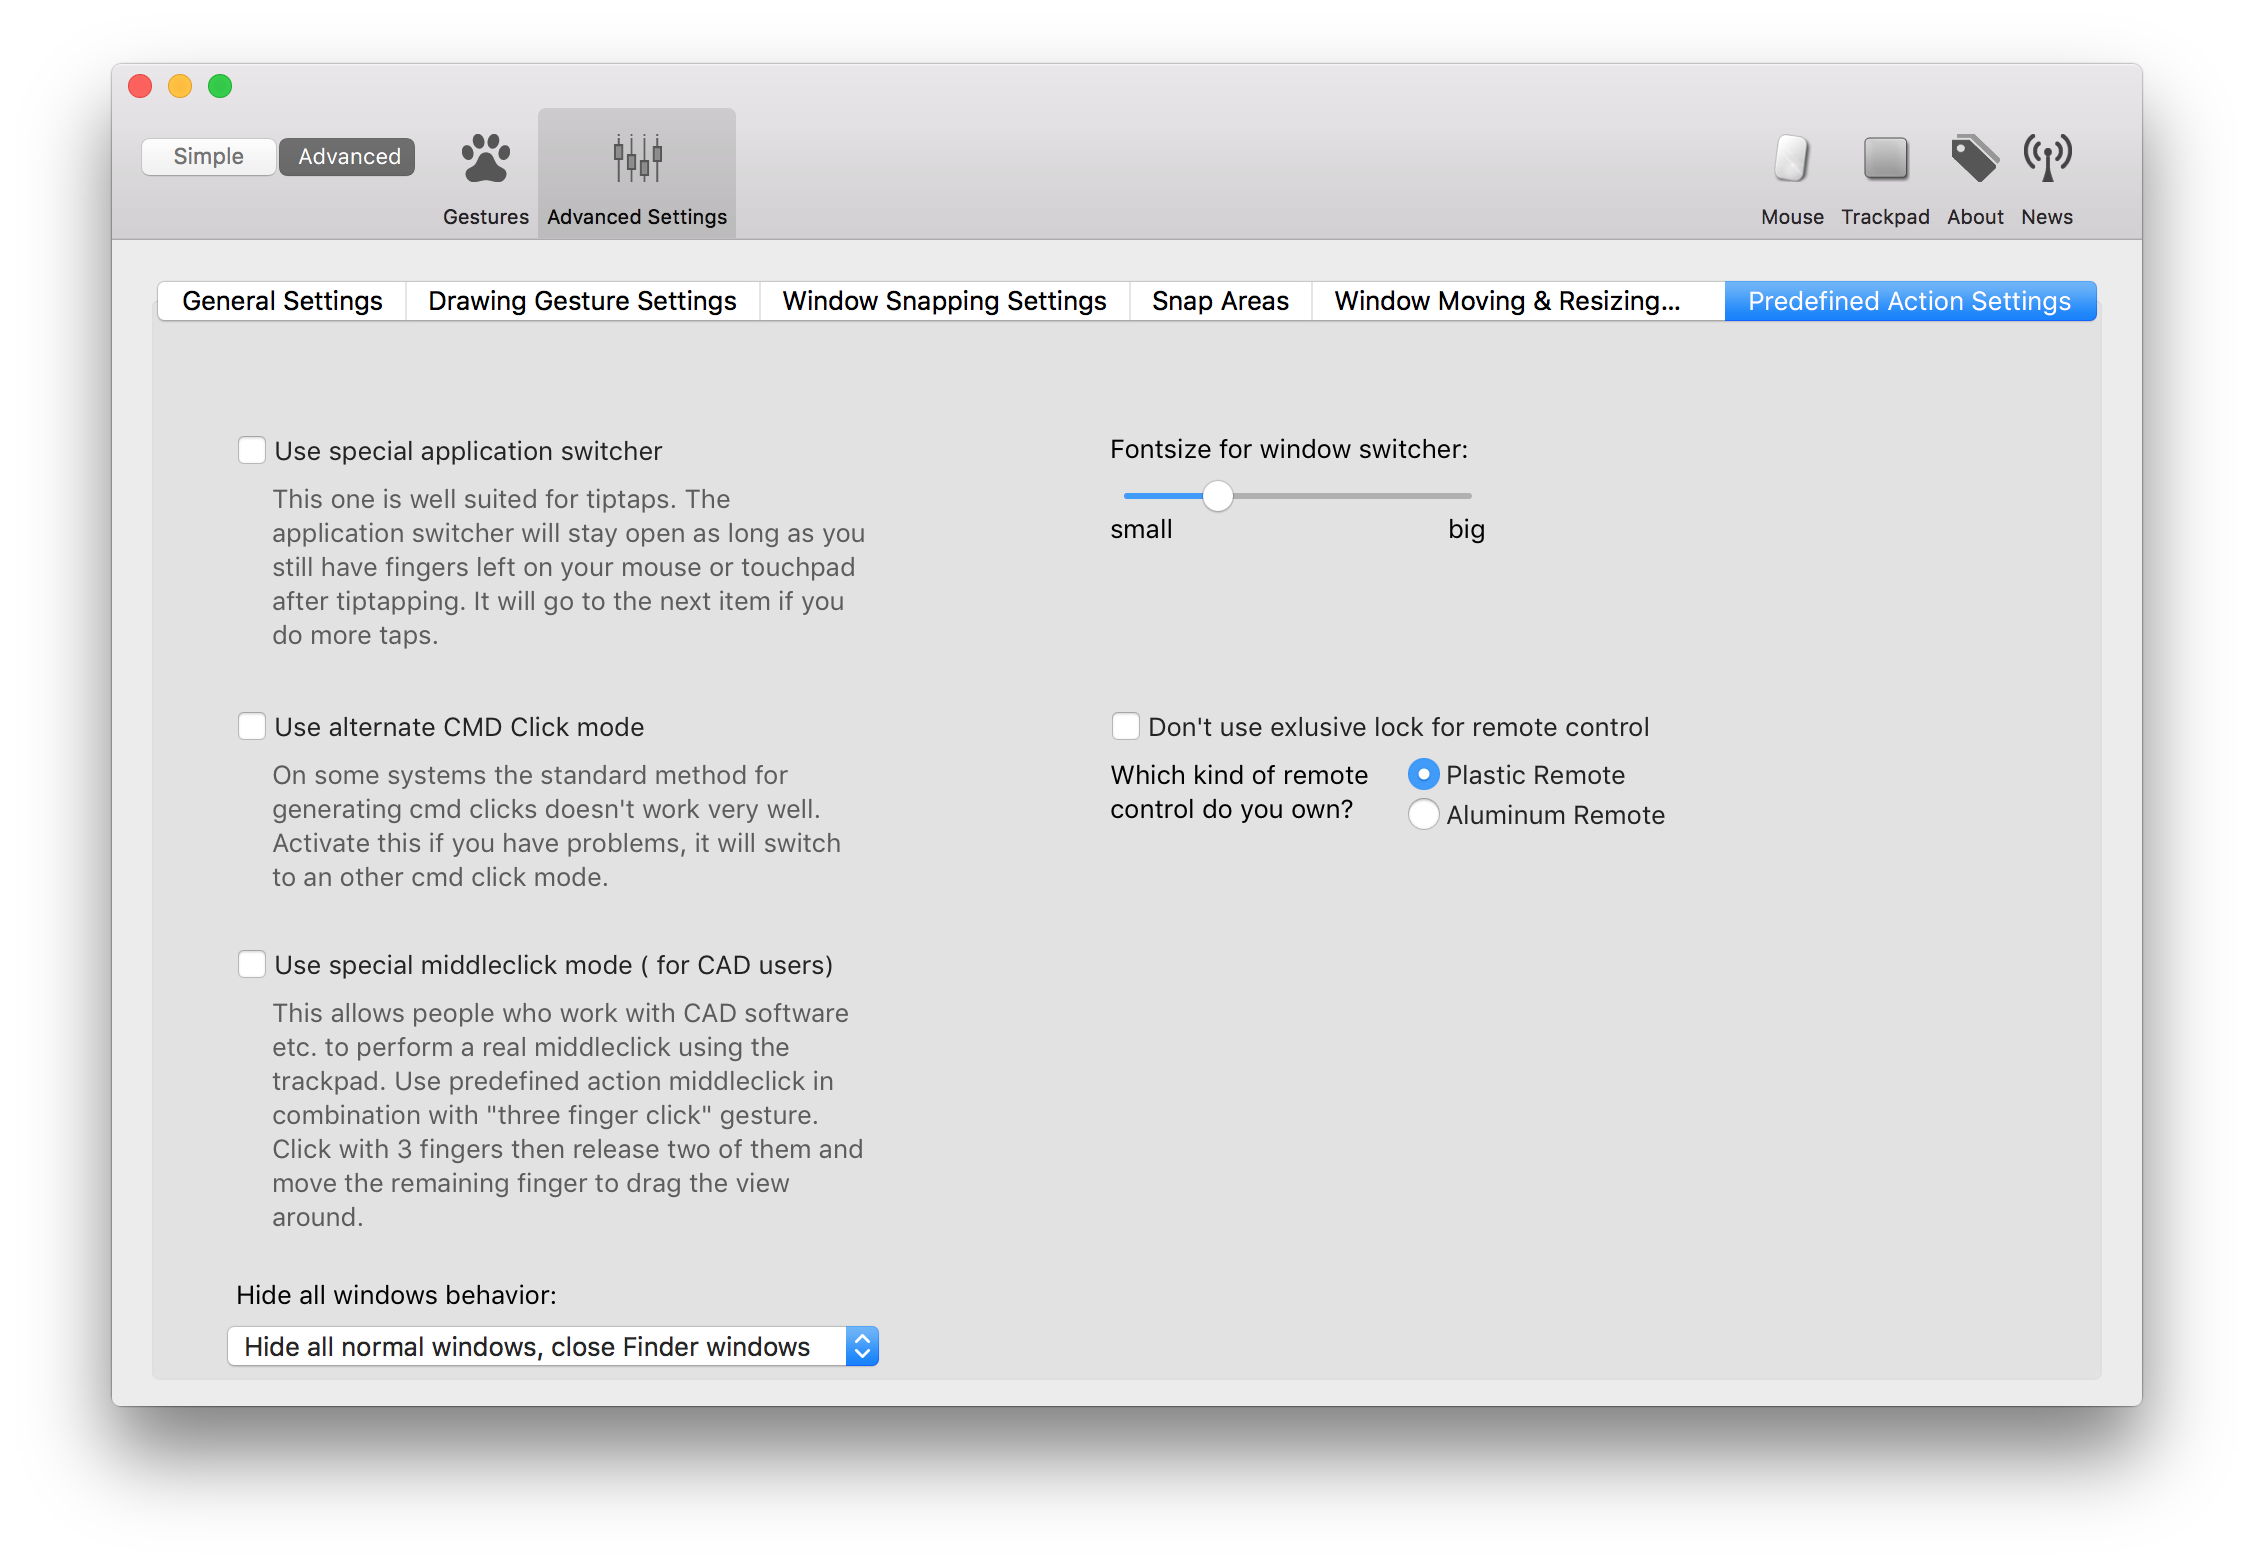 Simple
Advanced
Gestures
Advanced Settings
Mouse
Trackpad
About
News
General Settings
Drawing Gesture Settings
Window Snapping Settings
Snap Areas
Window Moving & Resizing...
Predefined Action Settings
Use special application switcher
This one is well suited for tiptaps. The
application switcher will stay open as long as you
still have fingers left on your mouse or touchpad
after tiptapping. It will go to the next item if you
do more taps.
Fontsize for window switcher:
small
big
Use alternate CMD Click mode
On some systems the standard method for
generating cmd clicks doesn't work very well.
Activate this if you have problems, it will switch
to an other cmd click mode.
Don't use exlusive lock for remote control
Which kind of remote
control do you own?
Plastic Remote
Aluminum Remote
Use special middleclick mode ( for CAD users)
This allows people who work with CAD software
etc. to perform a real middleclick using the
trackpad. Use predefined action middleclick in
combination with "three finger click" gesture.
Click with 3 fingers then release two of them and
move the remaining finger to drag the view
around.
Hide all windows behavior:
Hide all normal windows, close Finder windows